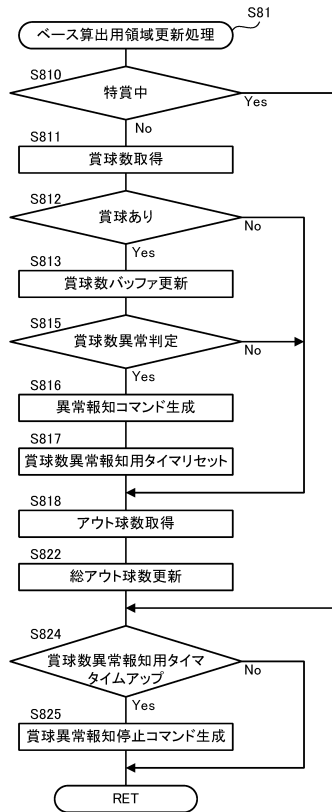 S81
ベース算出用領域更新処理
S810
特賞中
Yes
No
S811
賞球数取得
S812
賞球あり
No
Yes
S813
賞球数バッファ更新
S815
賞球数異常判定
No
Yes
S816
異常報知コマンド生成
S817
賞球数異常報知用タイマリセット
S818
アウト球数取得
S822
総アウト球数更新
S824
賞球数異常報知用タイマ
タイムアップ
No
Yes
S825
賞球異常報知停止コマンド生成
RET